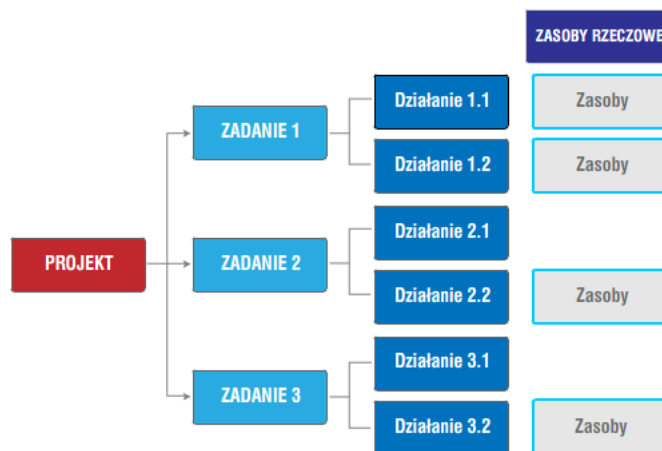 ZASOBY RZECZOWE
Działanie 1.1
Zasoby
ZADANIE 1
Działanie 1.2
Zasoby
Działanie 2.1
PROJEKT
ZADANIE 2
Działanie 2.2
Zasoby
Działanie 3.1
ZADANIE 3
Działanie 3.2
Zasoby